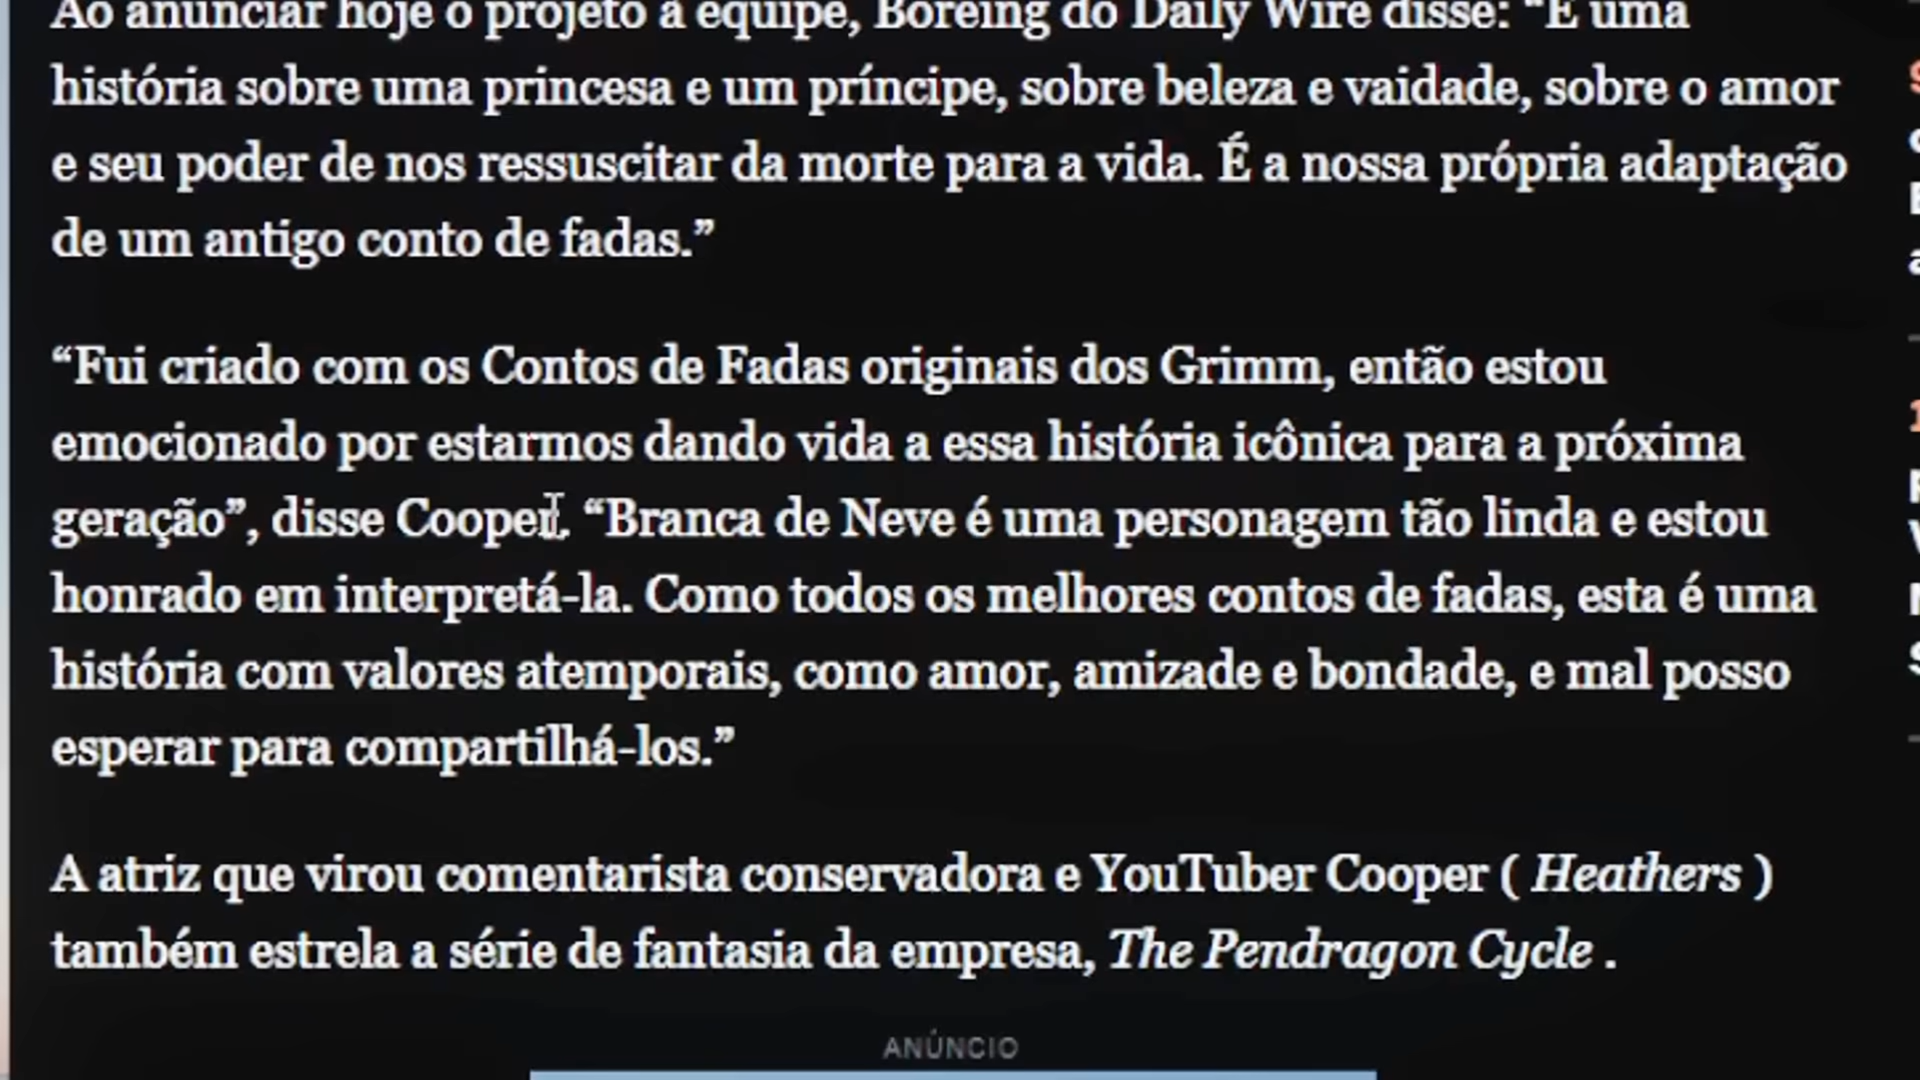 Ao anunciar hoje o projeto à equipe, Boreing do Daily Wire disse: “É uma
história sobre uma princesa e um príncipe, sobre beleza e vaidade, sobre o amor
e seu poder de nos ressuscitar da morte para a vida. É a nossa própria adaptação
de um antigo conto de fadas.”
“Fui criado com os Contos de Fadas originais dos Grimm, então estou
emocionado por estarmos dando vida a essa história icônica para a próxima
geração”, disse Cooper. “Branca de Neve é uma personagem tão linda e estou
honrado em interpretá-la. Como todos os melhores contos de fadas, esta é uma
história com valores atemporais, como amor, amizade e bondade, e mal posso
esperar para compartilhá-los.”
A atriz que virou comentarista conservadora e YouTuber Cooper ( Heathers )
também estrela a série de fantasia da empresa, The Pendragon Cycle .
ANÚNCIO